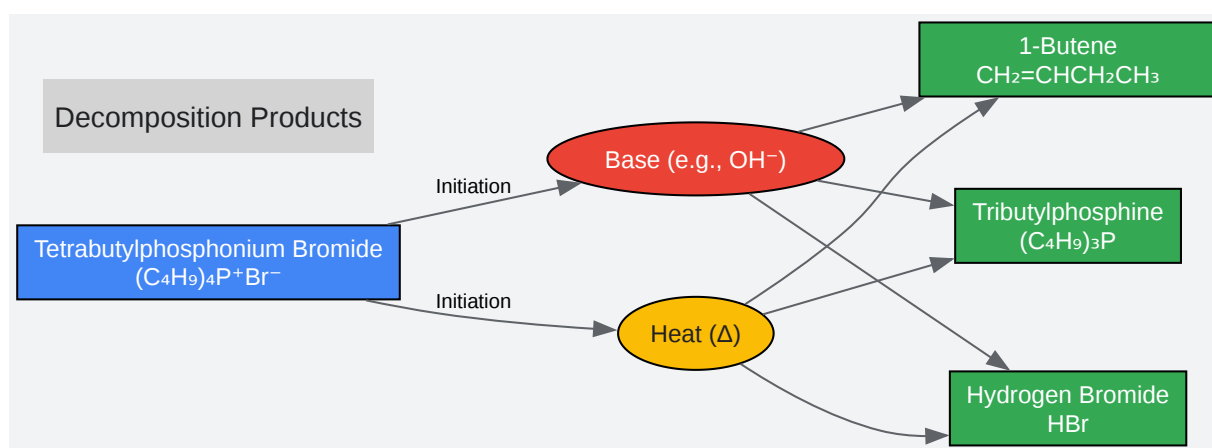 Decomposition Products
Tetrabutylphosphonium Bromide
(C₄H₉)₄P⁺Br⁻
Initiation
Initiation
Base (e.g., OH⁻)
Heat (Δ)
1-Butene
CH₂=CHCH₂CH₃
Tributylphosphine
(C₄H₉)₃P
Hydrogen Bromide
HBr